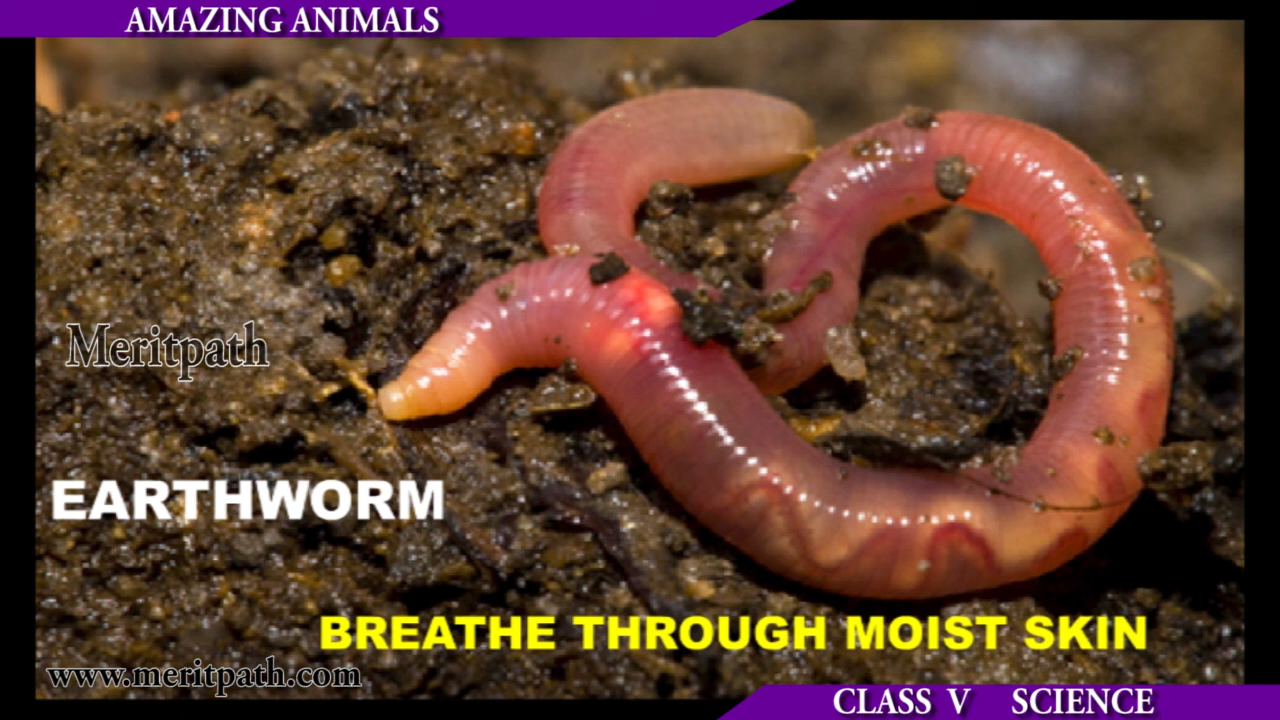 AMAZING ANIMALS
Meritpath
EARTHWORM
BREATHE THROUGH MOIST SKIN
www.meritpath.com
CLASS V SCIENCE